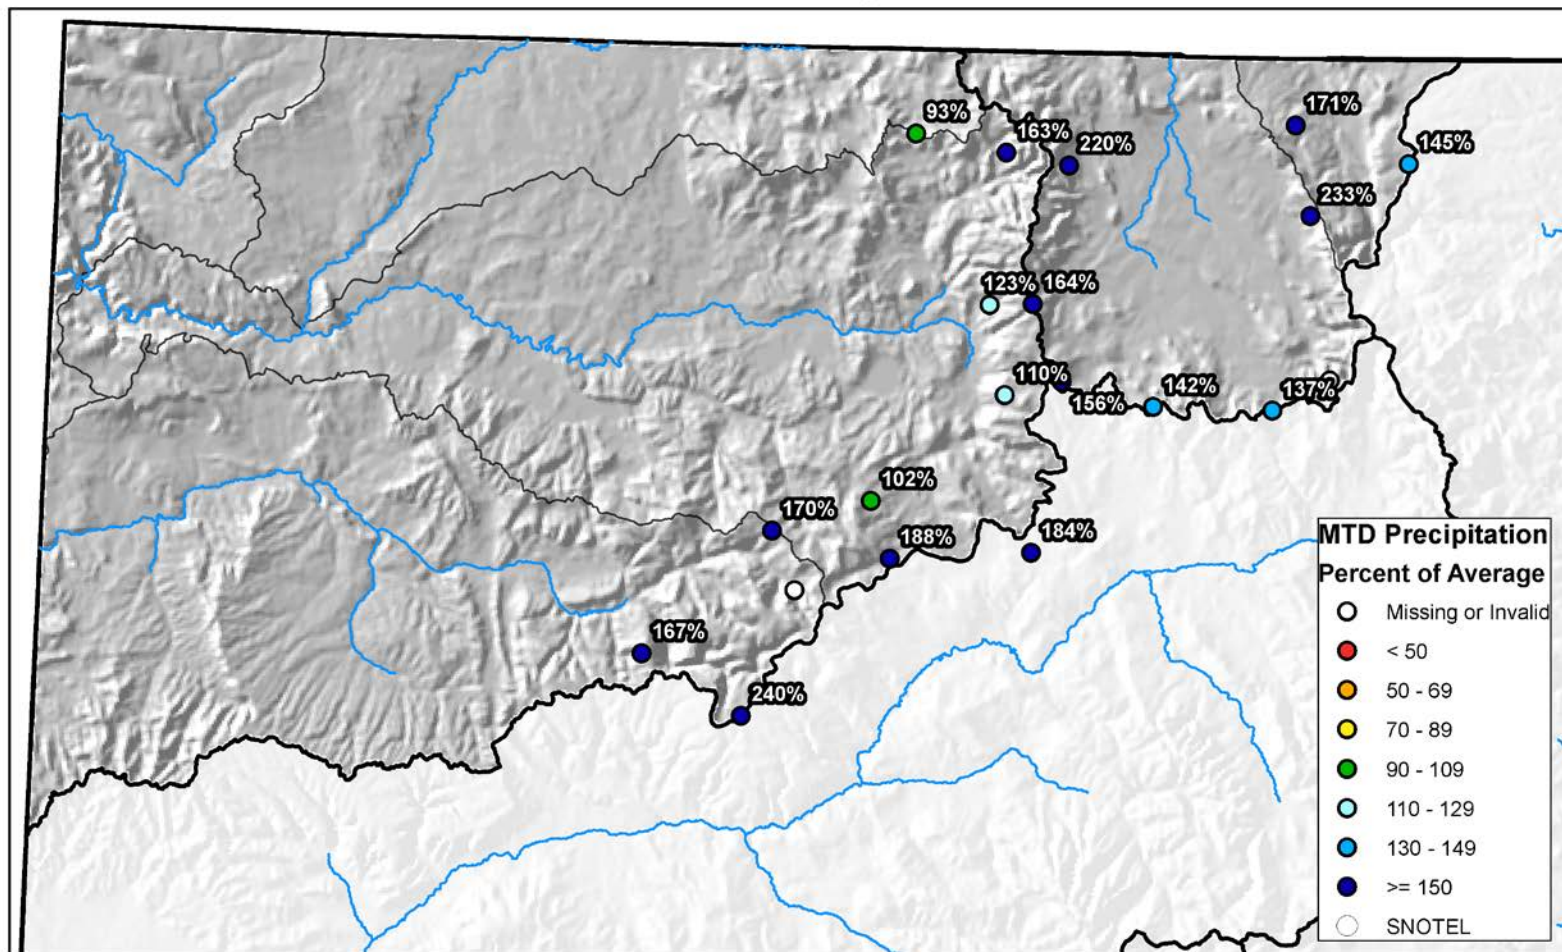 93%
163%
220%
171%
145%
233%
123%
164%
110%
156%
142%
137%
102%
170%
188%
184%
167%
240%
MTD Precipitation
Percent of Average
Missing or Invalid
< 50
50 - 69
70 - 89
90 - 109
110 - 129
130 - 149
>= 150
SNOTEL